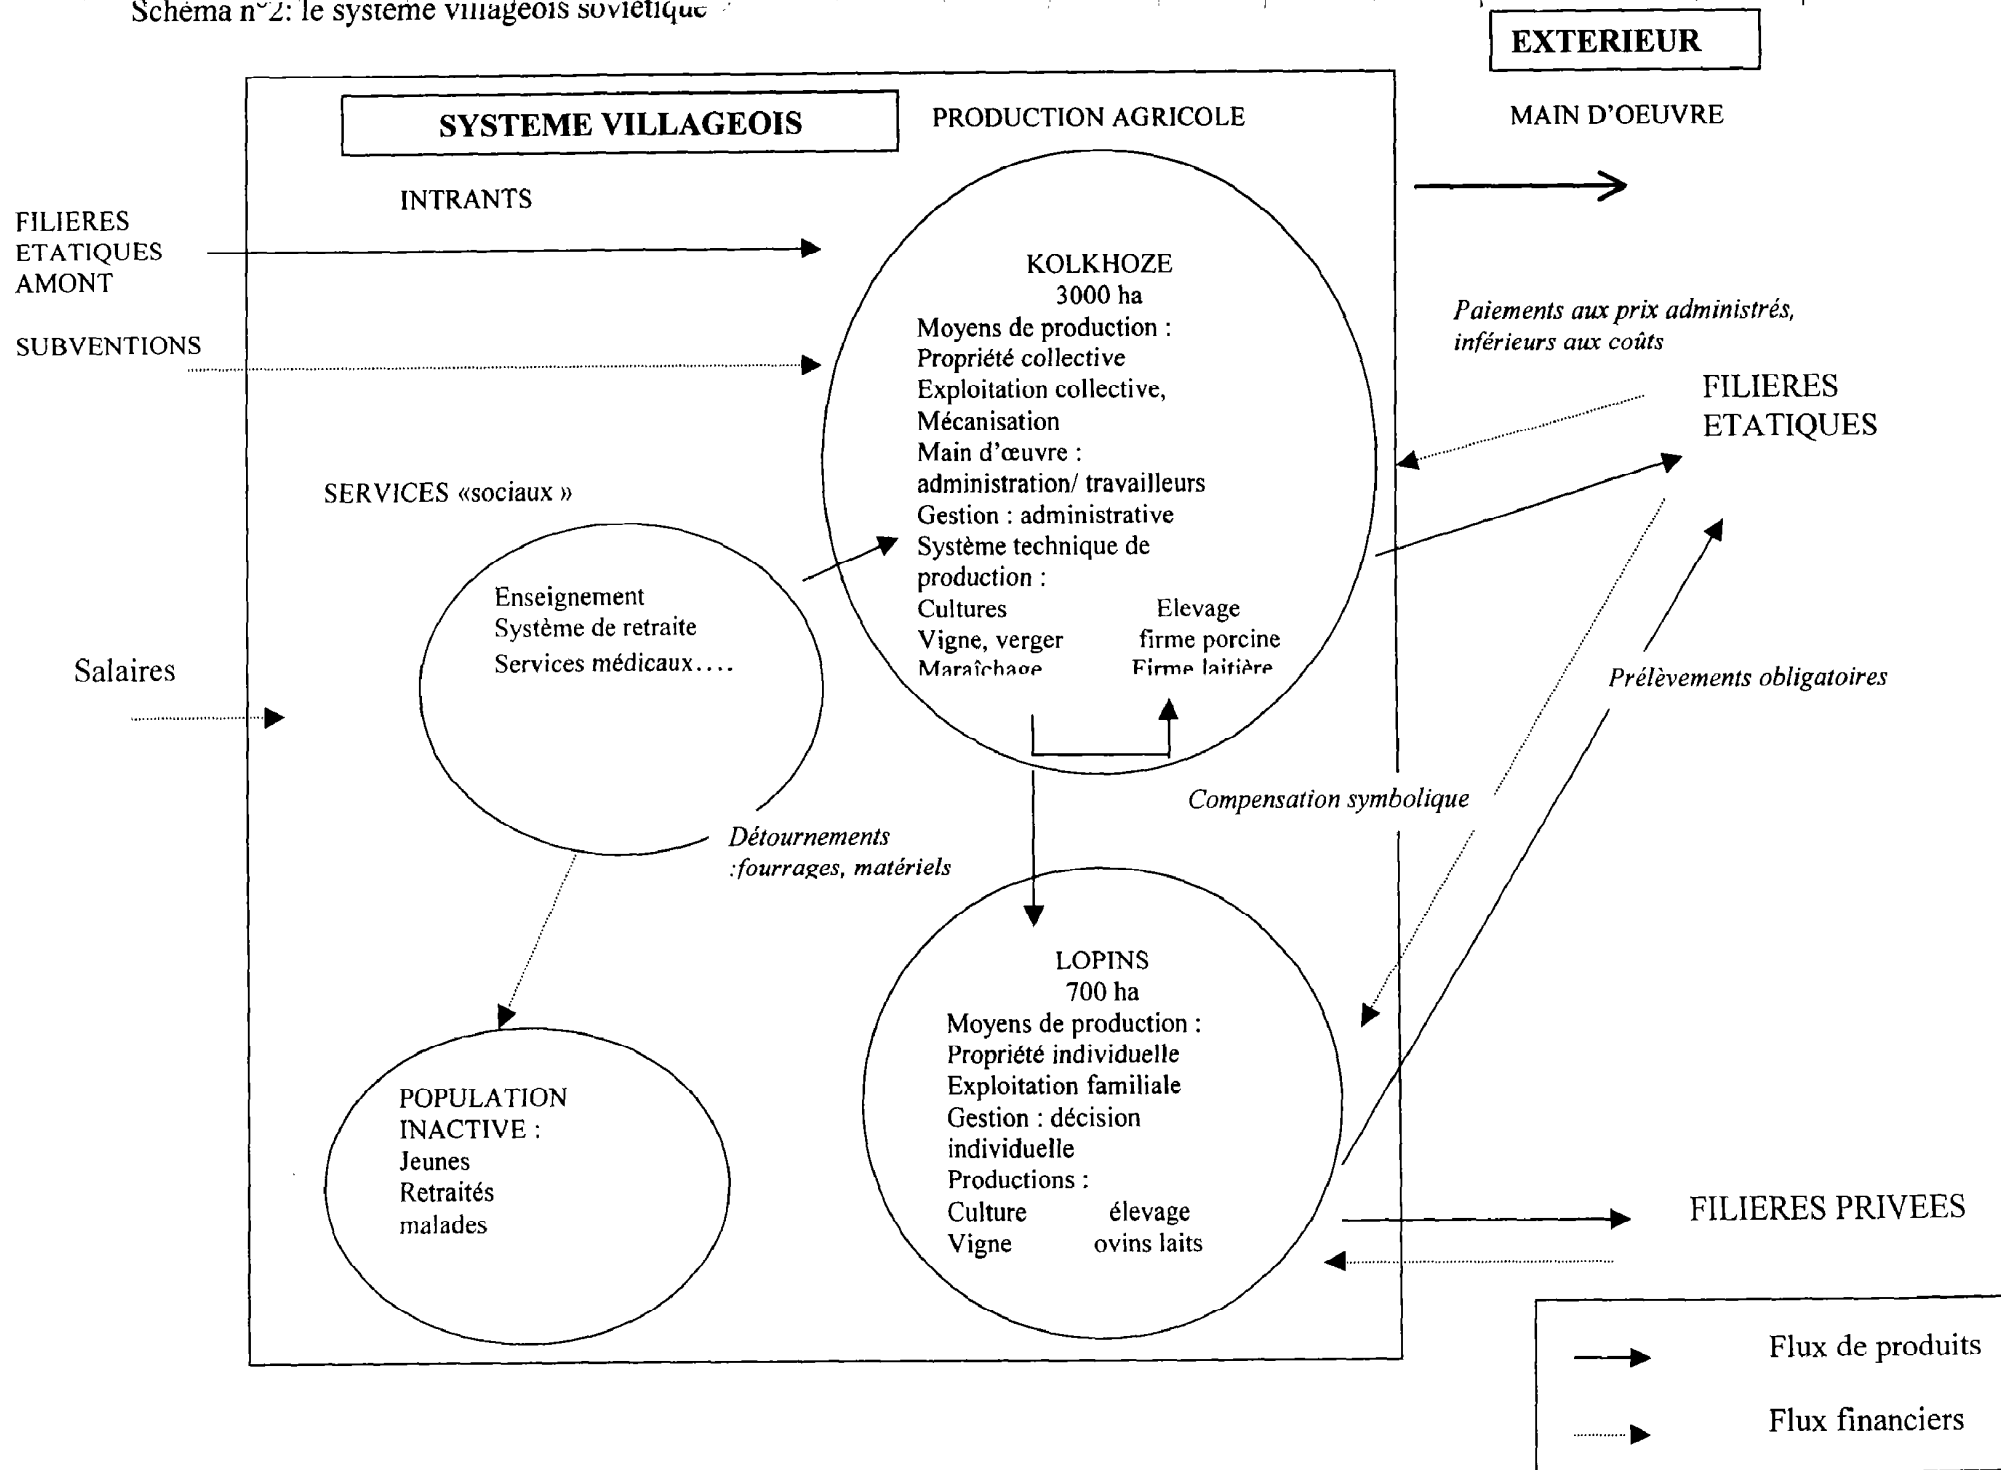 Schéma n°2: le système villageois soviétique
EXTERIEUR
SYSTEME VILLAGEOIS
PRODUCTION AGRICOLE
MAIN D'OEUVRE
INTRANTS
FILIERES
ETATIQUES
AMONT
SUBVENTIONS
KOLKHOZE
3000 ha
Moyens de production :
Propriété collective
Exploitation collective,
Mécanisation
Main d'œuvre :
administration/ travailleurs
Gestion : administrative
Système technique de
production :
Cultures Elevage
Vigne, verger firme porcine
Maraîchage Firme laitière
Paiements aux prix administrés,
inférieurs aux coûts
FILIERES
ETATIQUES
SERVICES «sociaux »
Enseignement
Système de retraite
Services médicaux....
Salaires
Prélèvements obligatoires
Compensation symbolique
Détournements
:fourrages, matériels
LOPINS
700 ha
Moyens de production :
Propriété individuelle
Exploitation familiale
Gestion : décision
individuelle
Productions :
Culture élevage
Vigne ovins laits
POPULATION
INACTIVE :
Jeunes
Retraités
malades
FILIERES PRIVEES
Flux de produits
Flux financiers